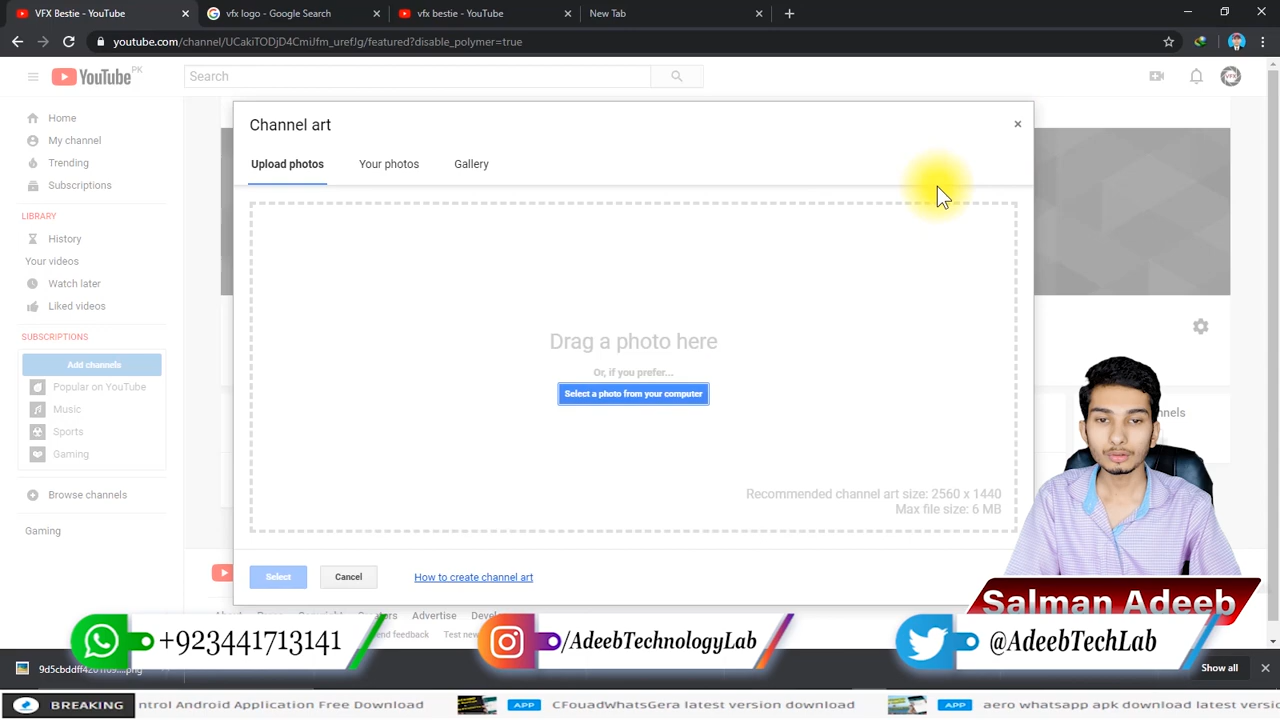 VFX Bestie - YouTube
vfx logo - Google Search
vfx bestie - YouTube
New Tab
youtube.com/channel/UCakiTODjD4CmiJfm_urefJg/featured?disable_polymer=true
YouTube PK
Search
VFX
Home
My channel
Trending
Subscriptions
LIBRARY
History
Your videos
Watch later
Liked videos
SUBSCRIPTIONS
Add channels
Popular on YouTube
Music
Sports
Gaming
Browse channels
Gaming
Channel art
Upload photos
Your photos
Gallery
Drag a photo here
Or, if you prefer...
Select a photo from your computer
Recommended channel art size: 2560 x 1440
Max file size: 6 MB
Select
Cancel
How to create channel art
Advertise
Send feedback
Salman Adeeb
+923441713141
/AdeebTechnologyLab
@AdeebTechLab
Show all
BREAKING
ntrol Android Application Free Download
APP
CFouadWhatsGera latest version download
APP
aero whatsapp apk download latest versio